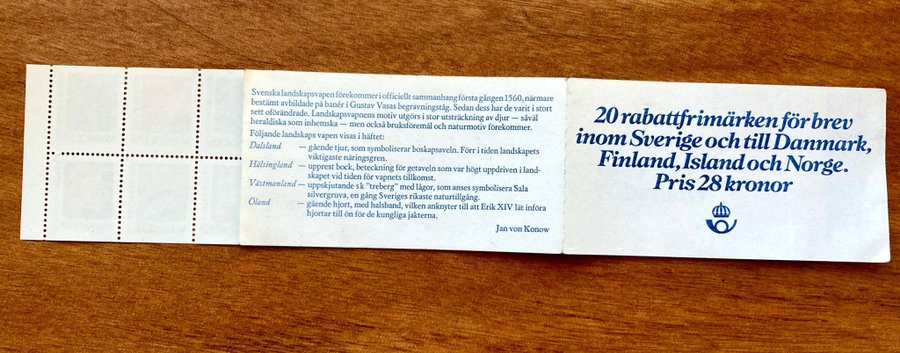 Svenska landskapsvapen förekommer i officiellt sammanhang första gången 1560, närmare
bestämt avbildade på banér i Gustav Vasas begravningståg. Sedan dess har de varit i stort
sett oförändrade. Landskapsvapnens motiv utgörs i stor utsträckning av djur — såväl
heraldiska som inhemska — men också bruksföremål och naturmotiv förekommer.
Följande landskaps vapen visas i häftet:
Dalsland — gående tjur, som symboliserar boskapsaveln. Förr i tiden landskapets
viktigaste näringsgren.
Hälsingland — upprest bock, beteckning för getaveln som var högt uppdriven i land-
skapet vid tiden för vapnets tillkomst.
Västmanland — uppskjutande s k "treberg" med lågor, som anses symbolisera Sala
silvergruva, en gång Sveriges rikaste naturtillgång.
Öland — gående hjort, med halsband, vilken anknyter till att Erik XIV lät införa
hjortar till ön för de kungliga jakterna.
Jan von Konow
20 rabattfrimärken för brev
inom Sverige och till Danmark,
Finland, Island och Norge.
Pris 28 kronor